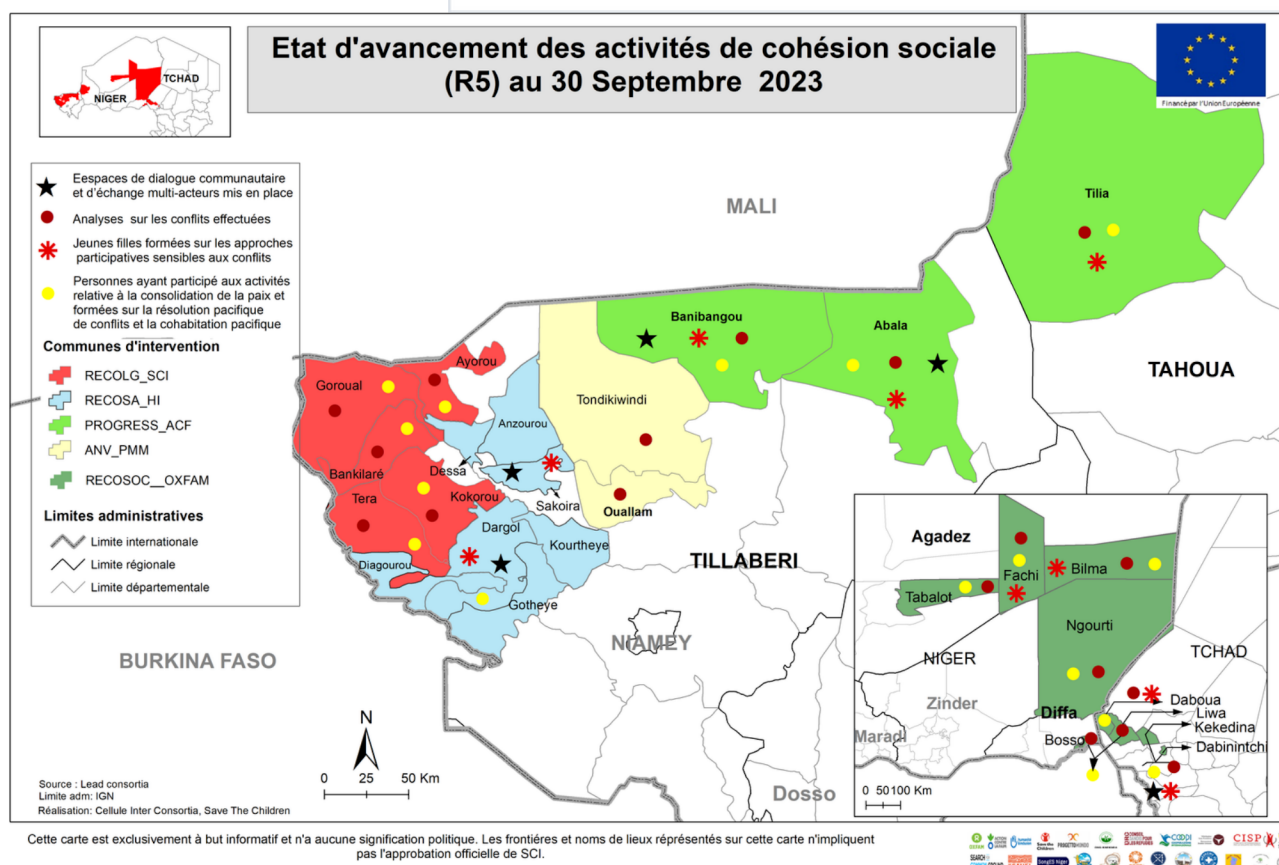 Etat d'avancement des activités de cohésion sociale
(R5) au 30 Septembre  2023
TCHAD
NIGER
Financé par l'Union Européenne
Eespaces de dialogue communautaire
et d'échange multi-acteurs mis en place
Analyses  sur les conflits effectuées
Jeunes filles formées sur les approches
participatives sensibles aux conflits
Personnes ayant participé aux activités
relative à la consolidation de la paix et
formées sur la résolution pacifique
de conflits et la cohabitation pacifique
Communes d'intervention
RECOLG_SCI
RECOSA_HI
PROGRESS_ACF
ANV_PMM
RECOSOC__OXFAM
Limites administratives
Limite internationale
Limite régionale
Limite départementale
MALI
Tilia
Banibangou
Abala
TAHOUA
Ayorou
Goroual
Tondikiwindi
Anzourou
Bankilaré
Dessa
Tera
Kokorou
Sakoira
Ouallam
Dargol
Kourtheye
Diagourou
TILLABERI
Gotheye
NIAMEY
BURKINA FASO
Dosso
N
0 25 50 Km
Agadez
Fachi
Bilma
Tabalot
Ngourti
NIGER
TCHAD
Zinder
Diffa
Daboua
Liwa
Kekedina
Maradi
Bosso
Dabinintchi
0 50 100 Km
Source : Lead consortia
Limite adm: IGN
Réalisation: Cellule Inter Consortia, Save The Children
Cette carte est exclusivement à but informatif et n'a aucune signification politique. Les frontières et noms de lieux réprésentés sur cette carte n'impliquent
pas l'approbation officielle de SCI.
CISP